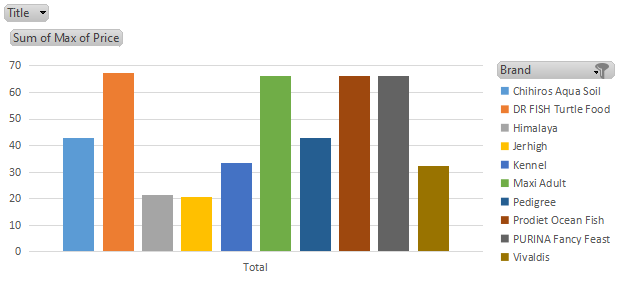 Title
Sum of Max of Price
70
60
50
40
30
20
10
0
Total
Brand
Chihiros Aqua Soil
DR FISH Turtle Food
Himalaya
Jerhigh
Kennel
Maxi Adult
Pedigree
Prodiet Ocean Fish
PURINA Fancy Feast
Vivaldis